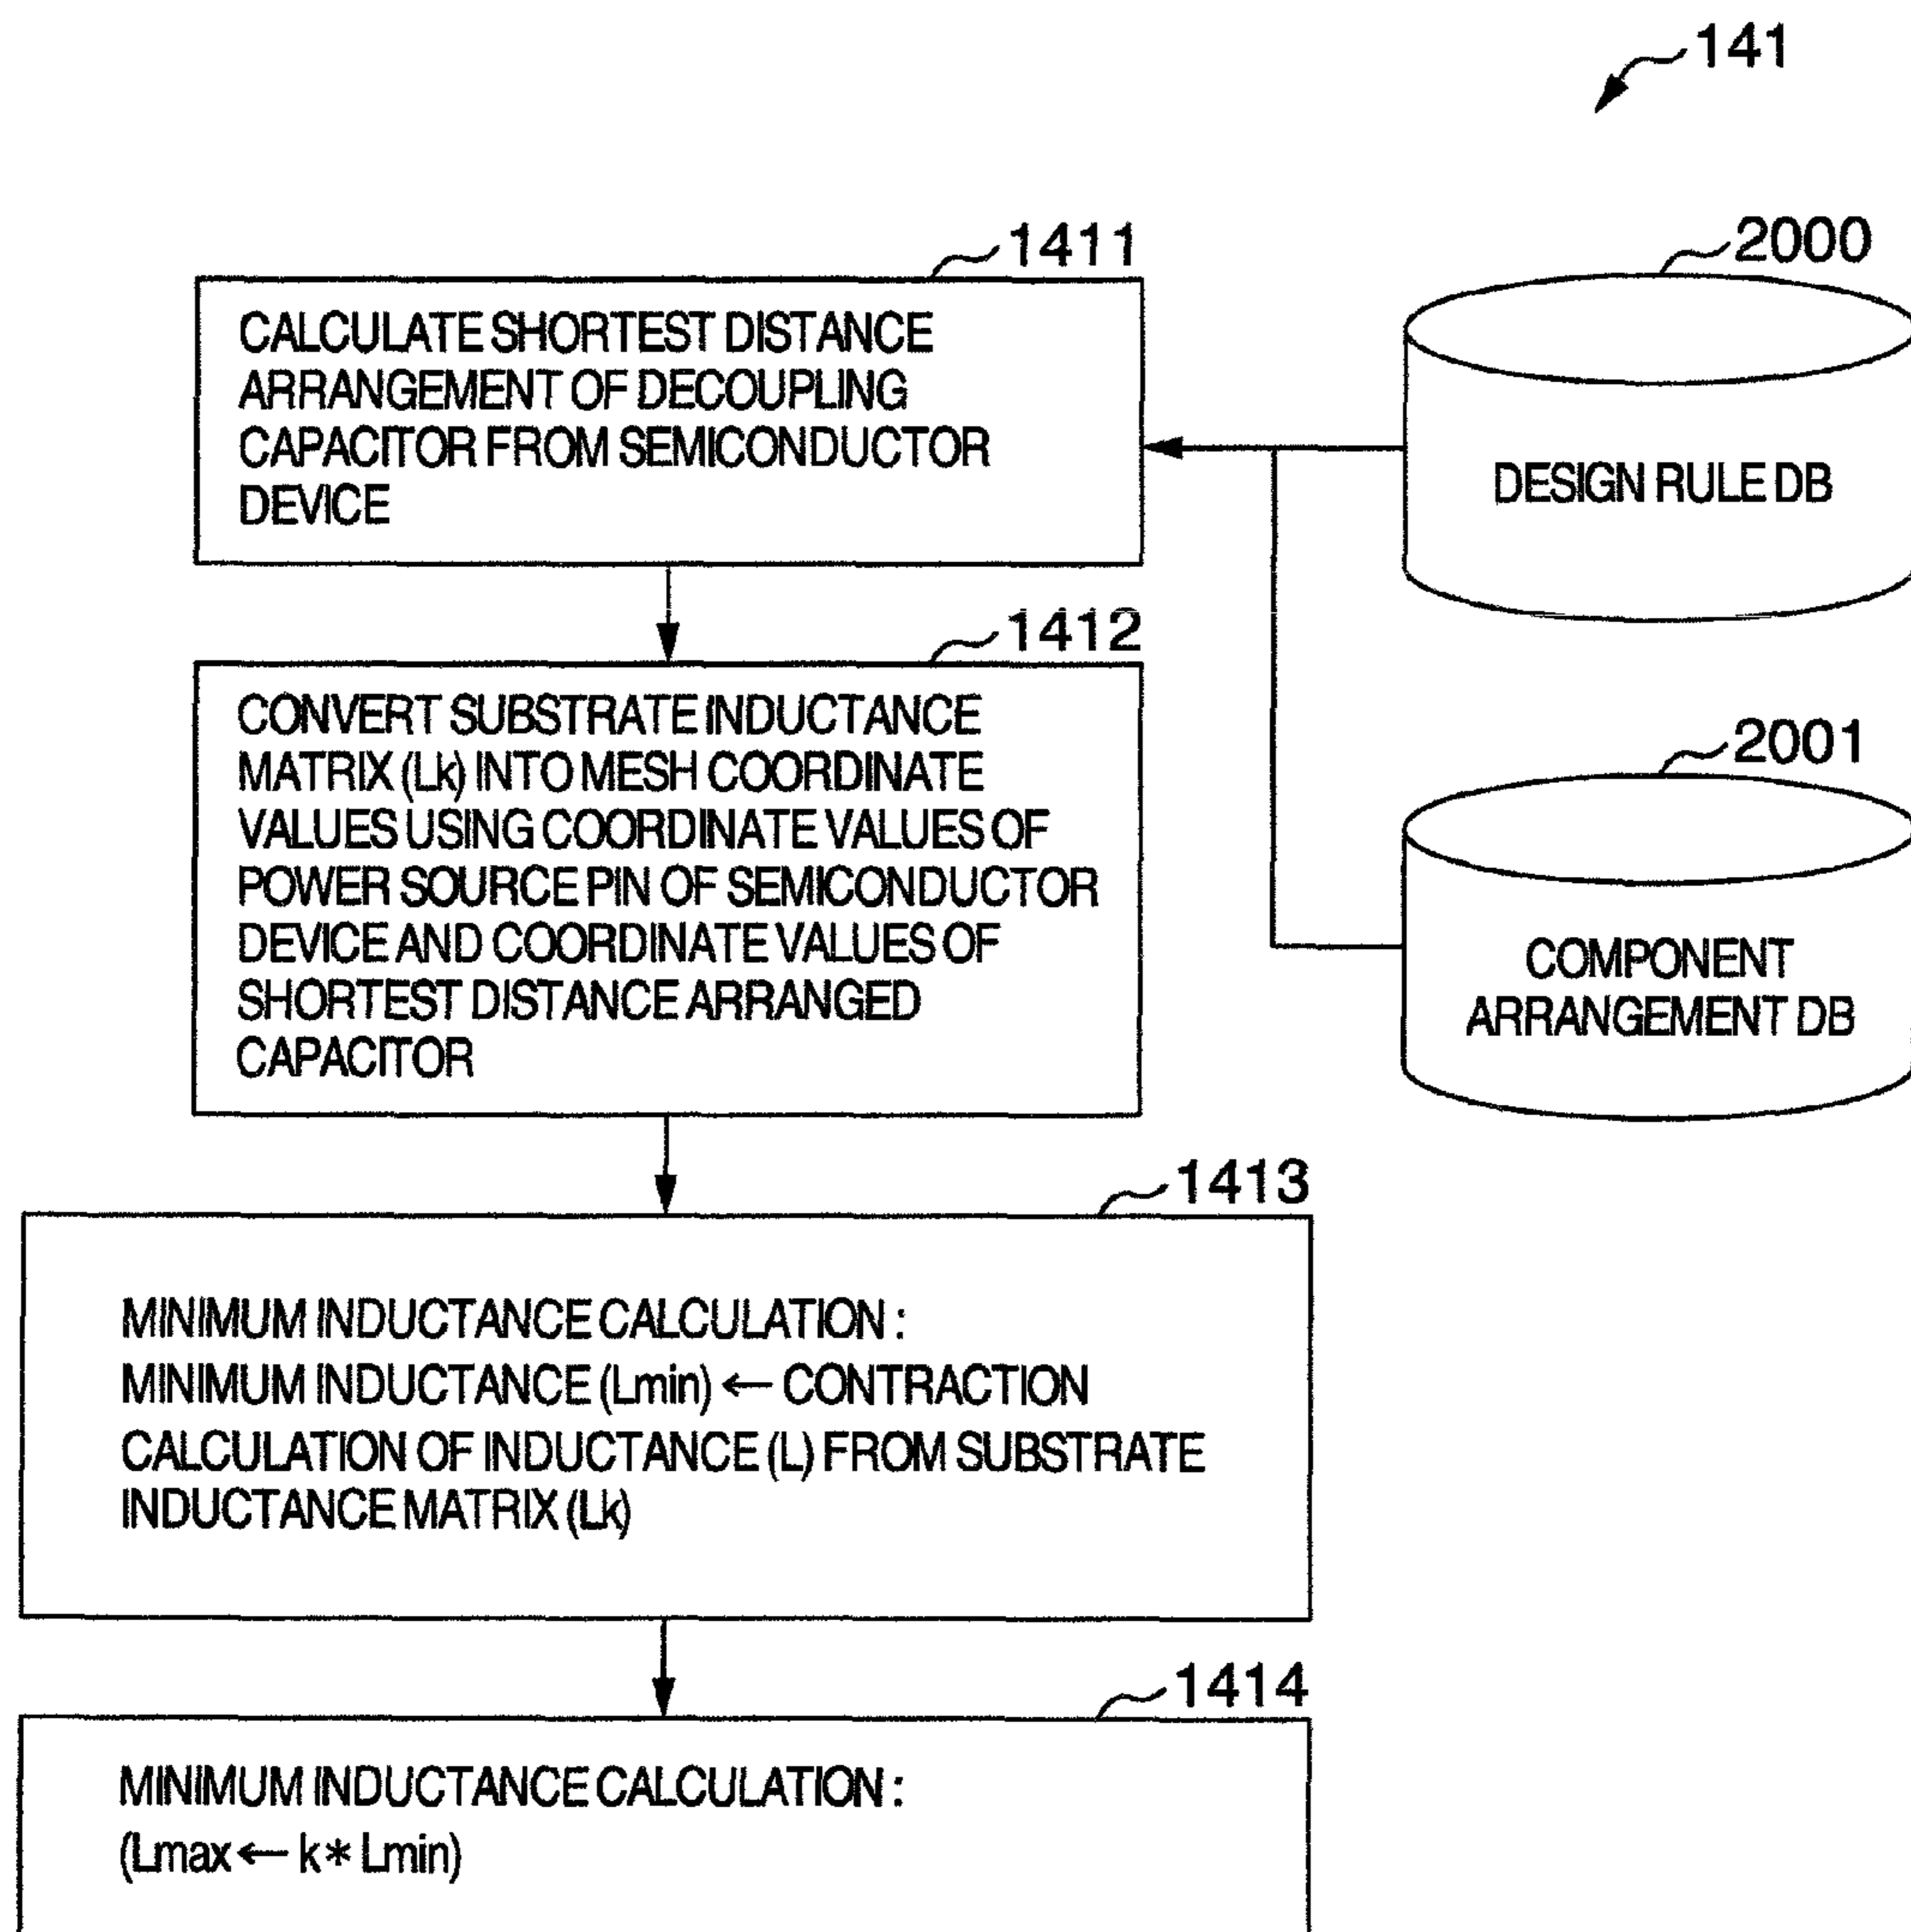 141
1411
CALCULATE SHORTEST DISTANCE
ARRANGEMENT OF DECOUPLING
CAPACITOR FROM SEMICONDUCTOR
DEVICE
2000
DESIGN RULE DB
1412
CONVERT SUBSTRATE INDUCTANCE
MATRIX (Lk) INTO MESH COORDINATE
VALUES USING COORDINATE VALUES OF
POWER SOURCE PIN OF SEMICONDUCTOR
DEVICE AND COORDINATE VALUES OF
SHORTEST DISTANCE ARRANGED
CAPACITOR
2001
COMPONENT
ARRANGEMENT DB
1413
MINIMUM INDUCTANCE CALCULATION :
MINIMUM INDUCTANCE (Lmin) ← CONTRACTION
CALCULATION OF INDUCTANCE (L) FROM SUBSTRATE
INDUCTANCE MATRIX (Lk)
1414
MINIMUM INDUCTANCE CALCULATION :
(Lmax ← k * Lmin)